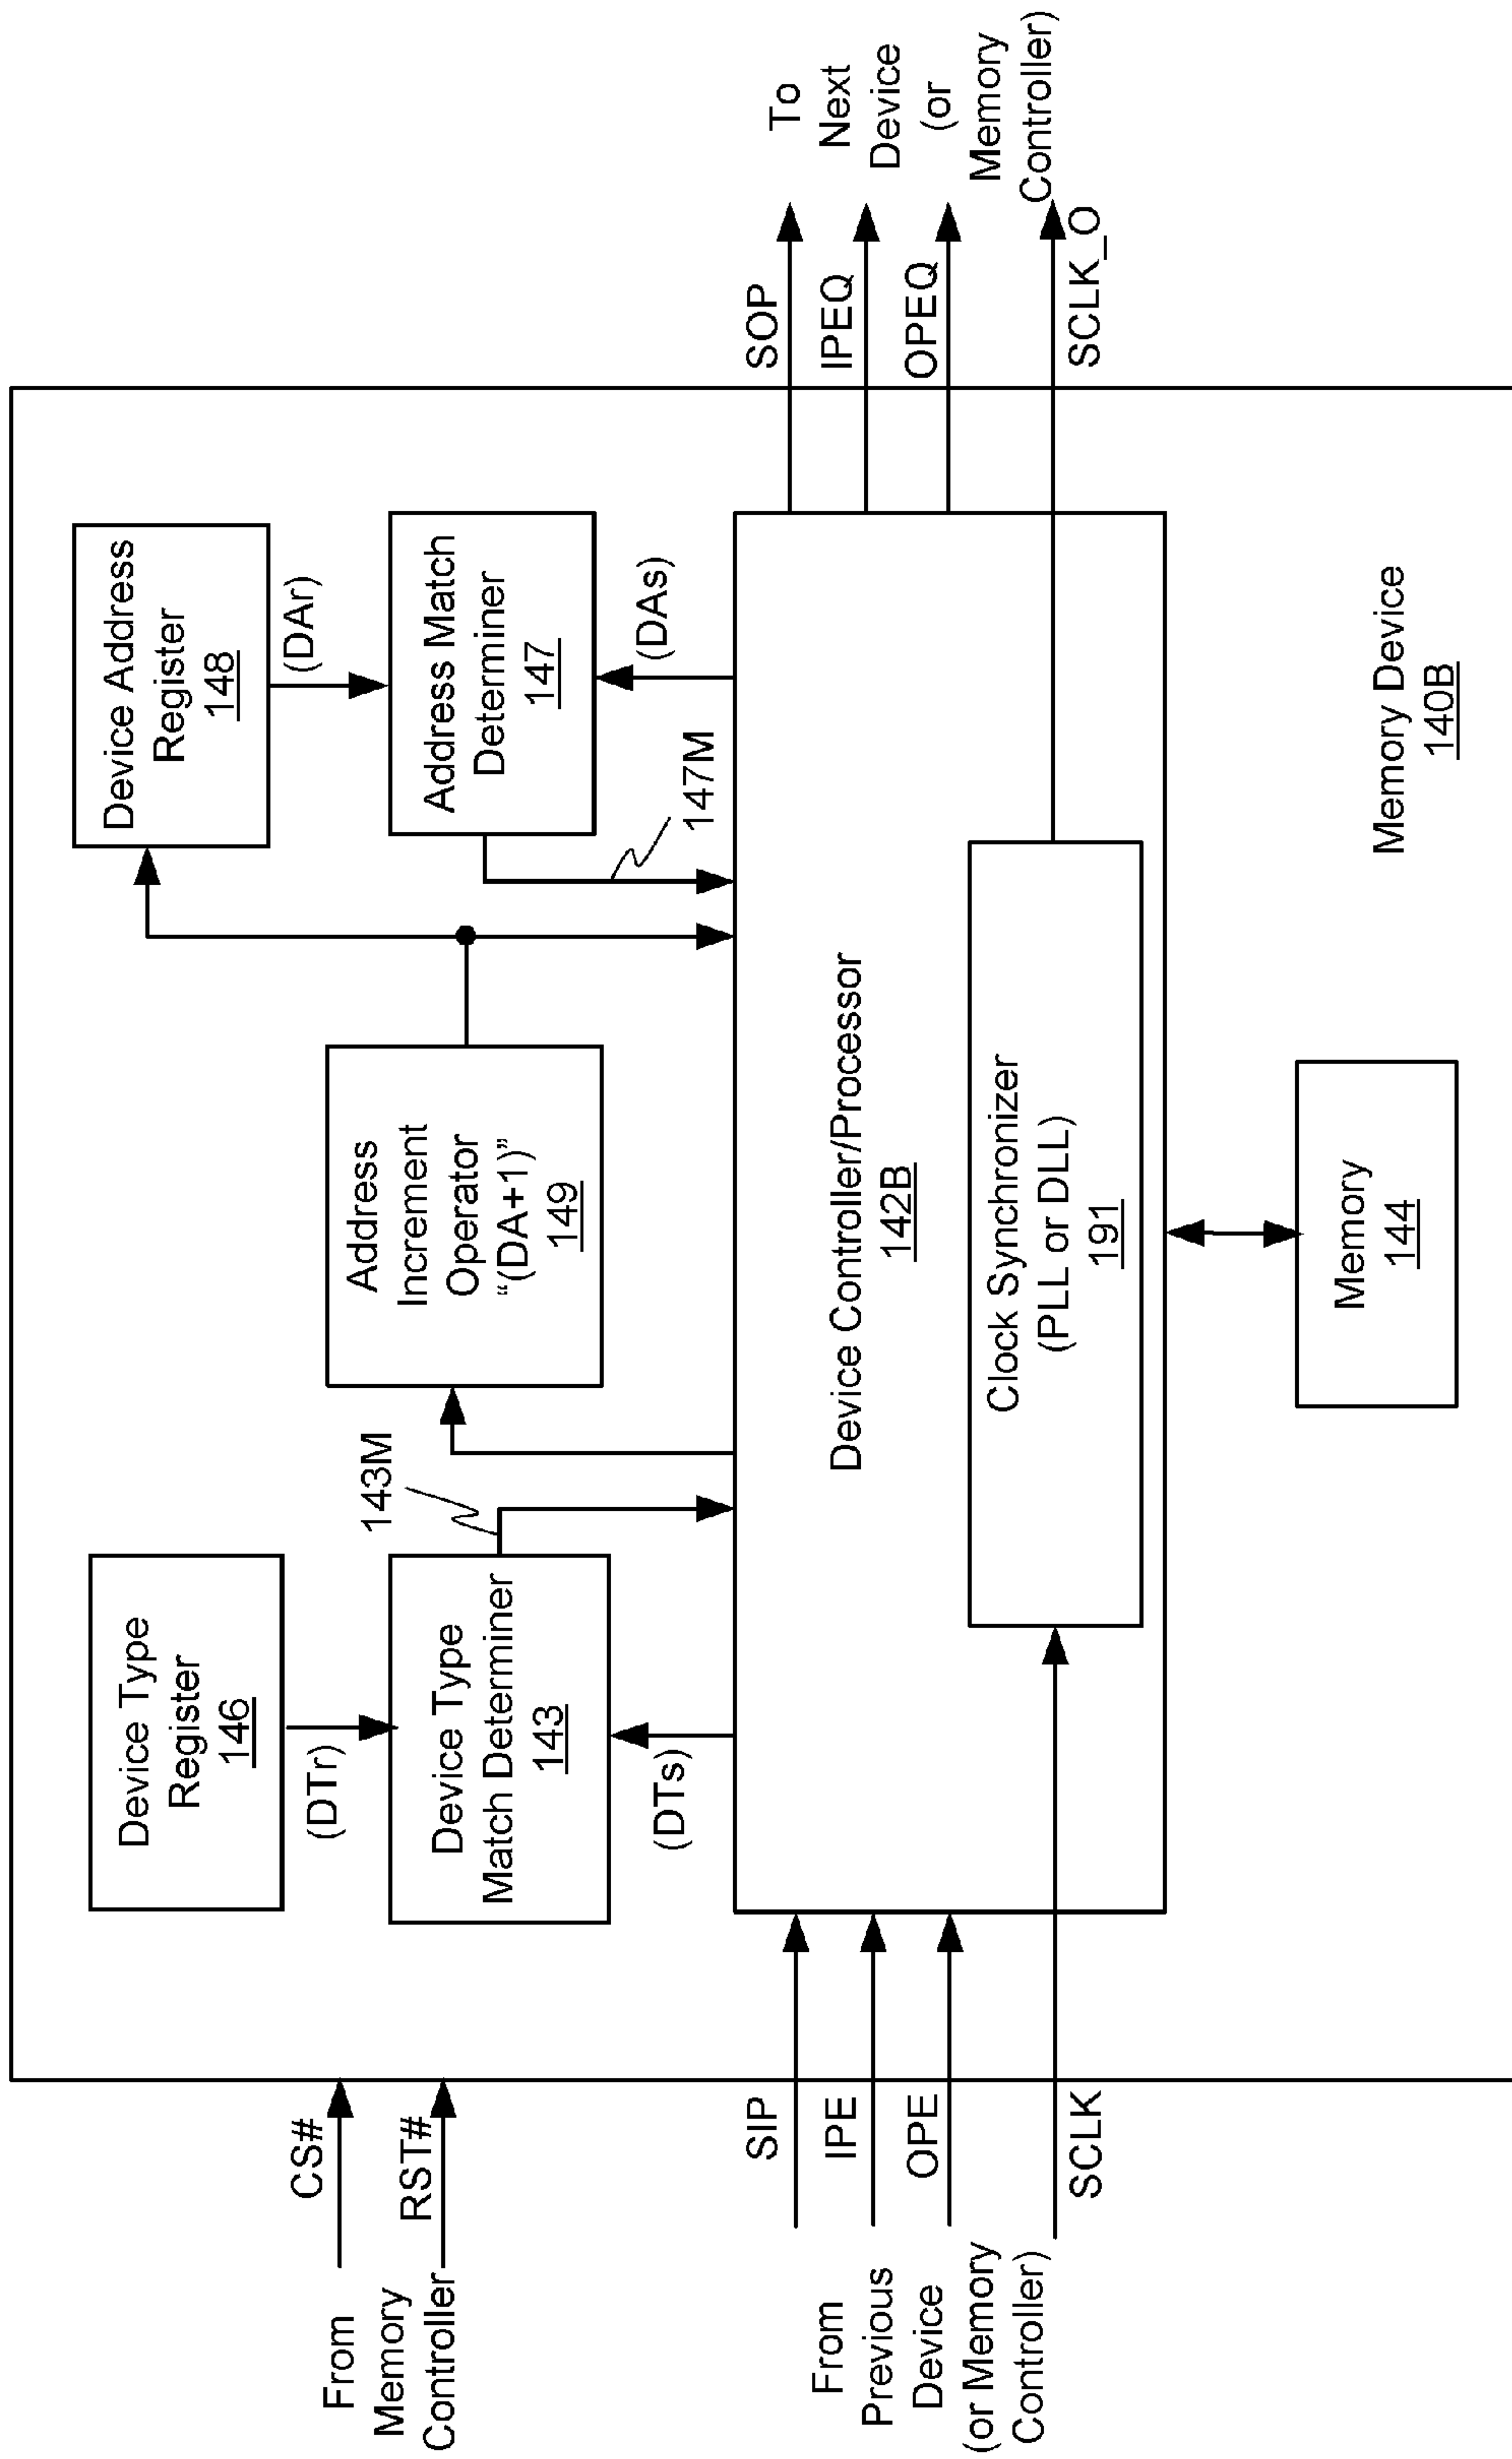 From
Memory
Controller
CS#
RST#
Device Type
Register
146
(DTr)
Device Type
Match Determiner
143
(DTs)
143M
Address
Increment
Operator
“(DA+1)”
149
Device Address
Register
148
(DAr)
Address Match
Determiner
147
(DAs)
147M
From
Previous
Device
(or Memory
Controller)
SIP
IPE
OPE
SCLK
Device Controller/Processor
142B
Clock Synchronizer
(PLL or DLL)
191
SOP
IPEQ
OPEQ
SCLK_O
To
Next
Device
(or
Memory
Controller)
Memory
144
Memory Device
140B